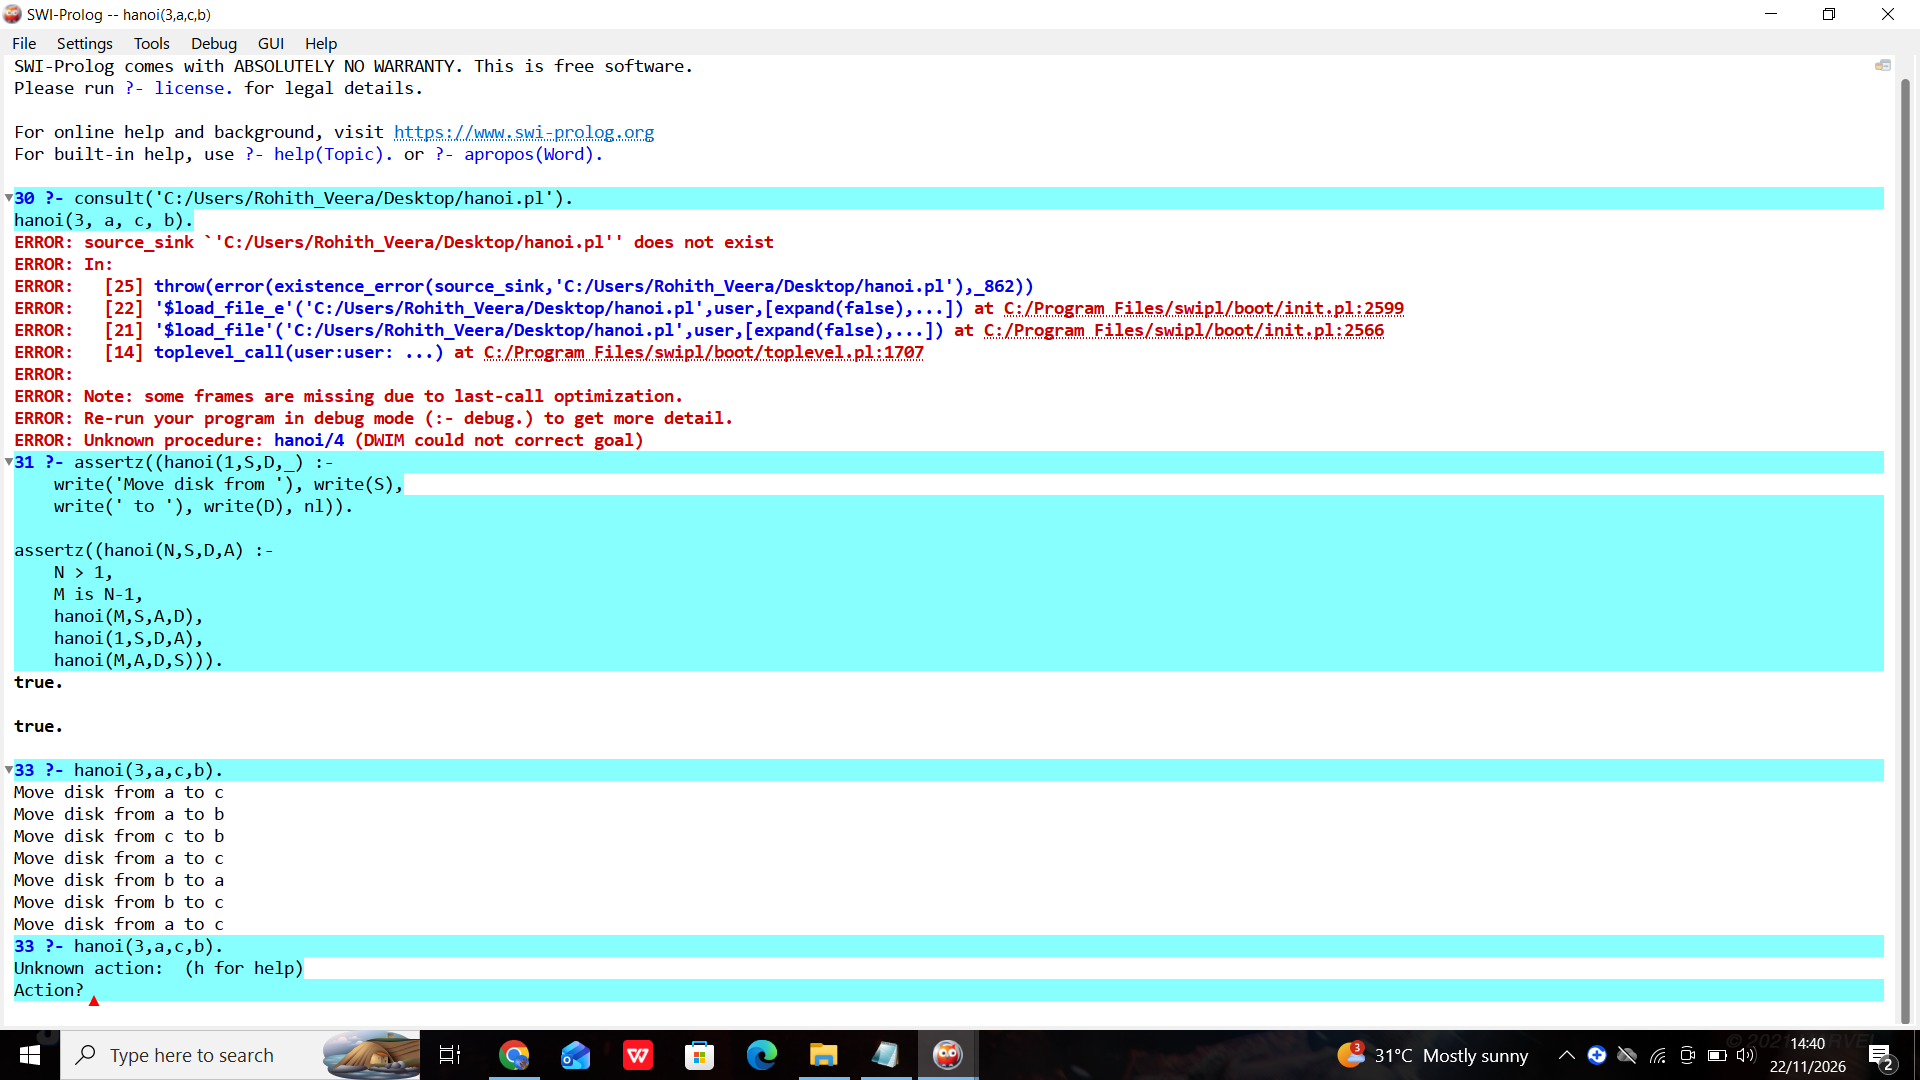 SWI-Prolog -- hanoi(3,a,c,b)
File Settings Tools Debug GUI Help
SWI-Prolog comes with ABSOLUTELY NO WARRANTY. This is free software.
Please run ?- license. for legal details.
For online help and background, visit https://www.swi-prolog.org
For built-in help, use ?- help(Topic). or ?- apropos(Word).
30 ?- consult('C:/Users/Rohith_Veera/Desktop/hanoi.pl').
hanoi(3, a, c, b).
ERROR: source_sink `'C:/Users/Rohith_Veera/Desktop/hanoi.pl'' does not exist
ERROR: In:
ERROR:   [25] throw(error(existence_error(source_sink,'C:/Users/Rohith_Veera/Desktop/hanoi.pl'),_862))
ERROR:   [22] '$load_file_e'('C:/Users/Rohith_Veera/Desktop/hanoi.pl',user,[expand(false),...]) at C:/Program Files/swipl/boot/init.pl:2599
ERROR:   [21] '$load_file'('C:/Users/Rohith_Veera/Desktop/hanoi.pl',user,[expand(false),...]) at C:/Program Files/swipl/boot/init.pl:2566
ERROR:   [14] toplevel_call(user:user: ...) at C:/Program Files/swipl/boot/toplevel.pl:1707
ERROR:
ERROR: Note: some frames are missing due to last-call optimization.
ERROR: Re-run your program in debug mode (:- debug.) to get more detail.
ERROR: Unknown procedure: hanoi/4 (DWIM could not correct goal)
31 ?- assertz((hanoi(1,S,D,_) :-
    write('Move disk from '), write(S),
    write(' to '), write(D), nl)).
assertz((hanoi(N,S,D,A) :-
    N > 1,
    M is N-1,
    hanoi(M,S,A,D),
    hanoi(1,S,D,A),
    hanoi(M,A,D,S))).
true.
true.
33 ?- hanoi(3,a,c,b).
Move disk from a to c
Move disk from a to b
Move disk from c to b
Move disk from a to c
Move disk from b to a
Move disk from b to c
Move disk from a to c
33 ?- hanoi(3,a,c,b).
Unknown action:  (h for help)
Action?
Type here to search
W
3
31°C Mostly sunny
14:40
22/11/2026
2